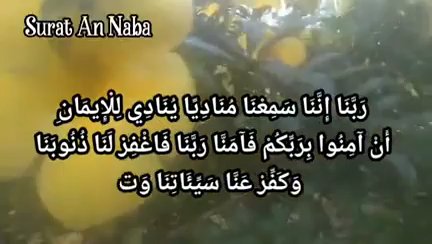 Surat An Naba
رَبَّنَا إِنَّنَا سَمِعْنَا مُنَادِيًا يُنَادِي لِلْإِيمَانِ
أَنْ آمِنُوا بِرَبِّكُمْ فَآمَنَّا رَبَّنَا فَاغْفِرْ لَنَا ذُنُوبَنَا
وَكَفِّرْ عَنَّا سَيِّئَاتِنَا وَتَ